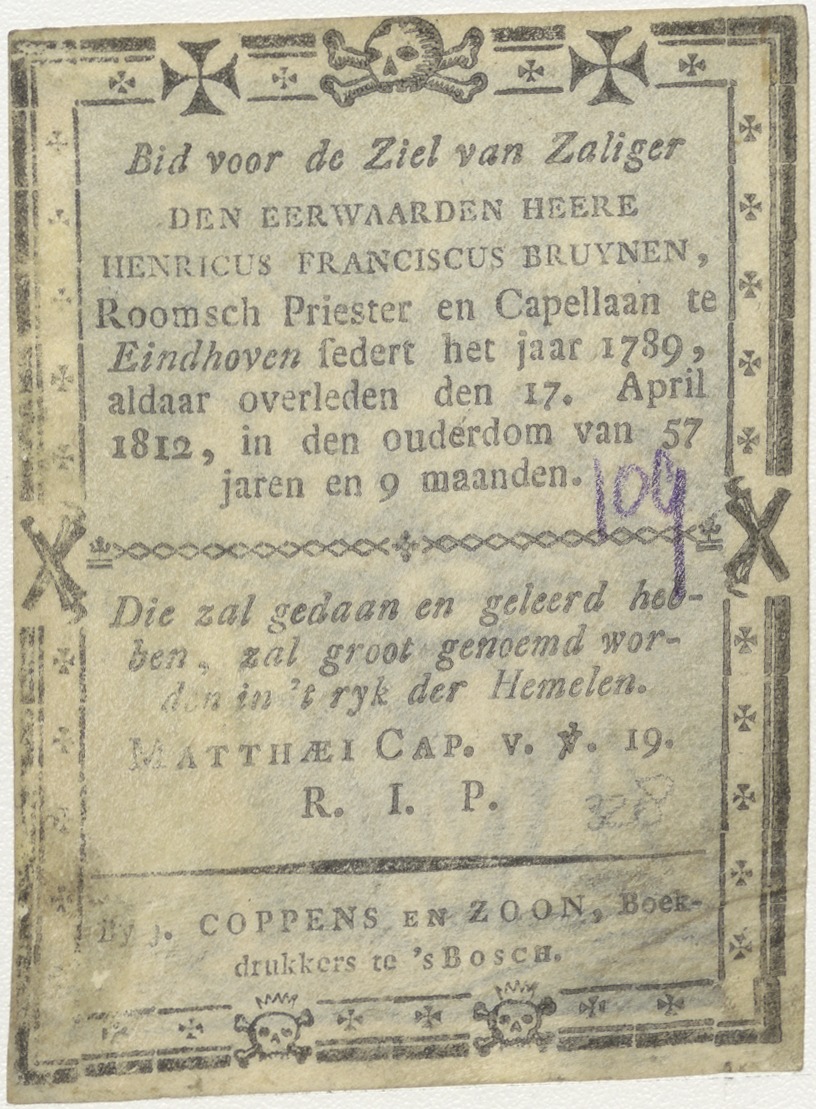 Bid voor de Ziel van Zaliger
DEN EERWAARDEN HEERE
HENRICUS FRANCISCUS BRUYNEN,
Roomsch Priester en Capellaan te
Eindhoven ſedert het jaar 1789,
aldaar overleden den 17. April
1812, in den ouderdom van 57
jaren en 9 maanden.
109
Die zal gedaan en geleerd heb-
ben, zal groot genoemd wor-
den in 't ryk der Hemelen.
MATTHÆI CAP. V. ℣. 19.
R. I. P.
328
By J. COPPENS EN ZOON, Boek-
drukkers te 'sBOSCH.